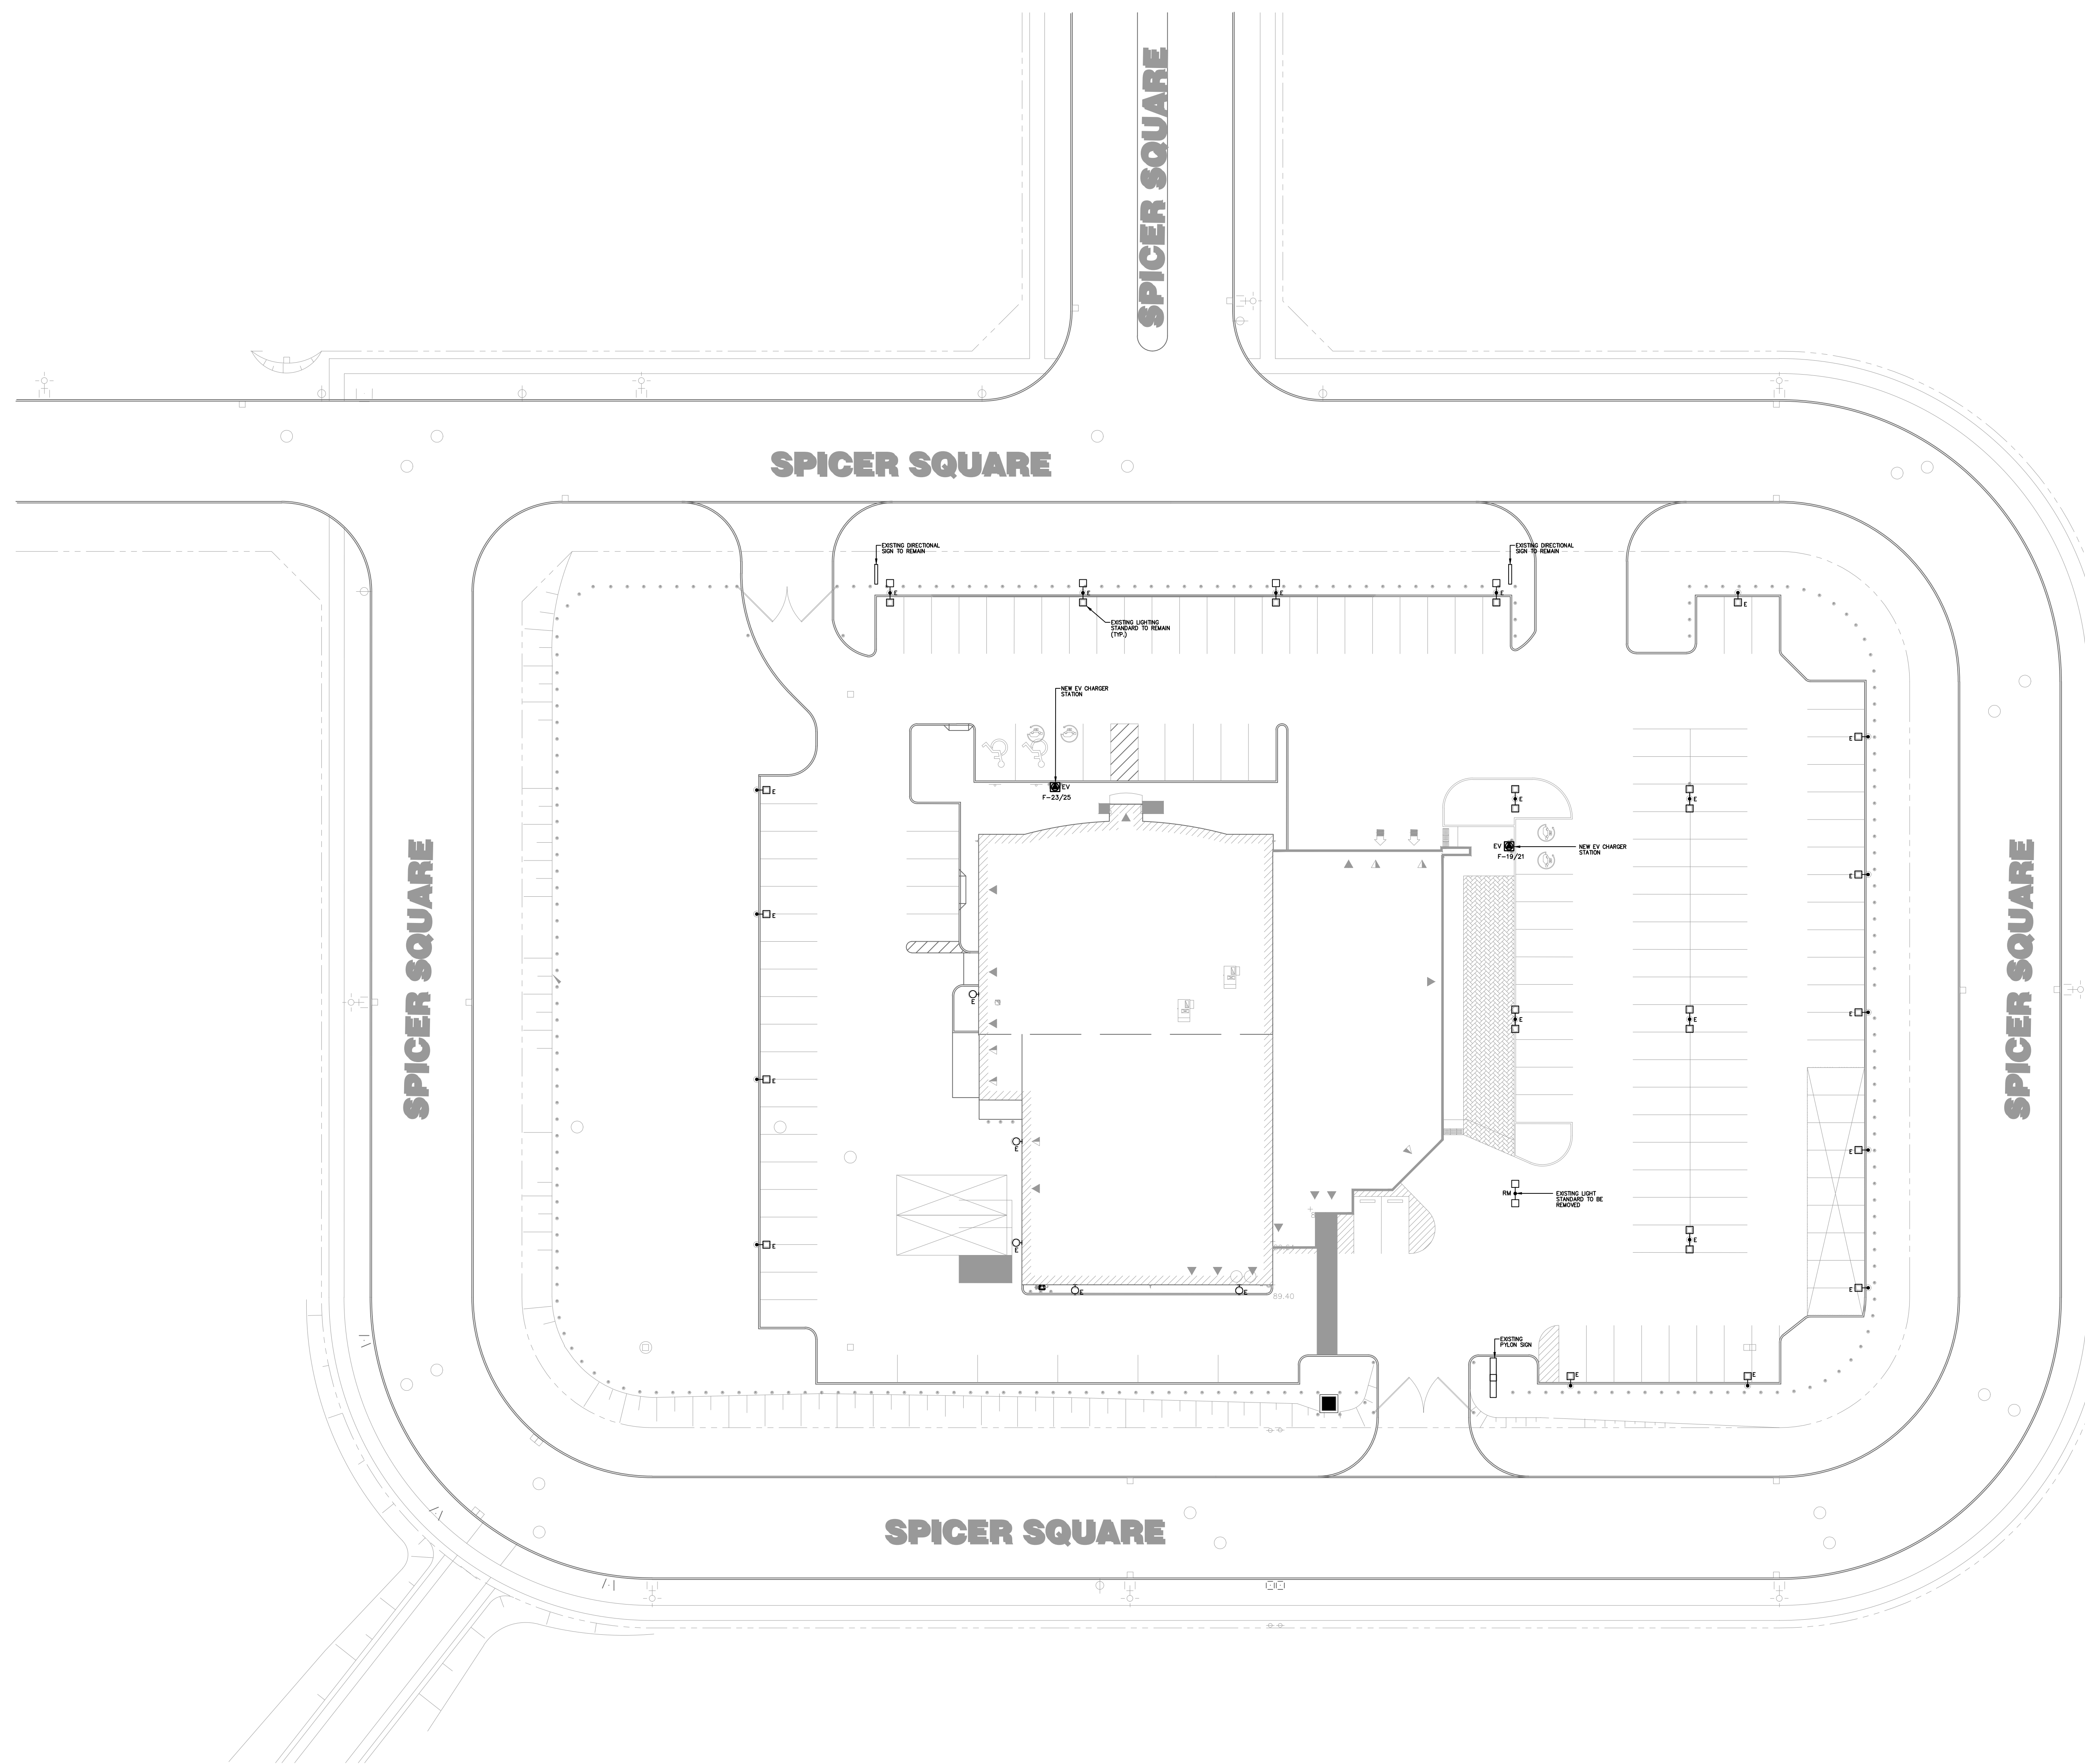 SPICER SQUARE
SPICER SQUARE
EXISTING DIRECTIONAL
SIGN TO REMAIN
EXISTING DIRECTIONAL
SIGN TO REMAIN
E
E
E
E
E
EXISTING LIGHTING
STANDARD TO REMAIN
(TYP.)
NEW EV CHARGER
STATION
E
EV
F-23/25
E
E
E
EV
F-19/21
NEW EV CHARGER
STATION
SPICER SQUARE
SPICER SQUARE
E
E
E
E
E
E
E
E
E
RM
EXISTING LIGHT
STANDARD TO BE
REMOVED
E
E
E
E
E
E
89.40
EXISTING
PYLON SIGN
E
E
SPICER SQUARE